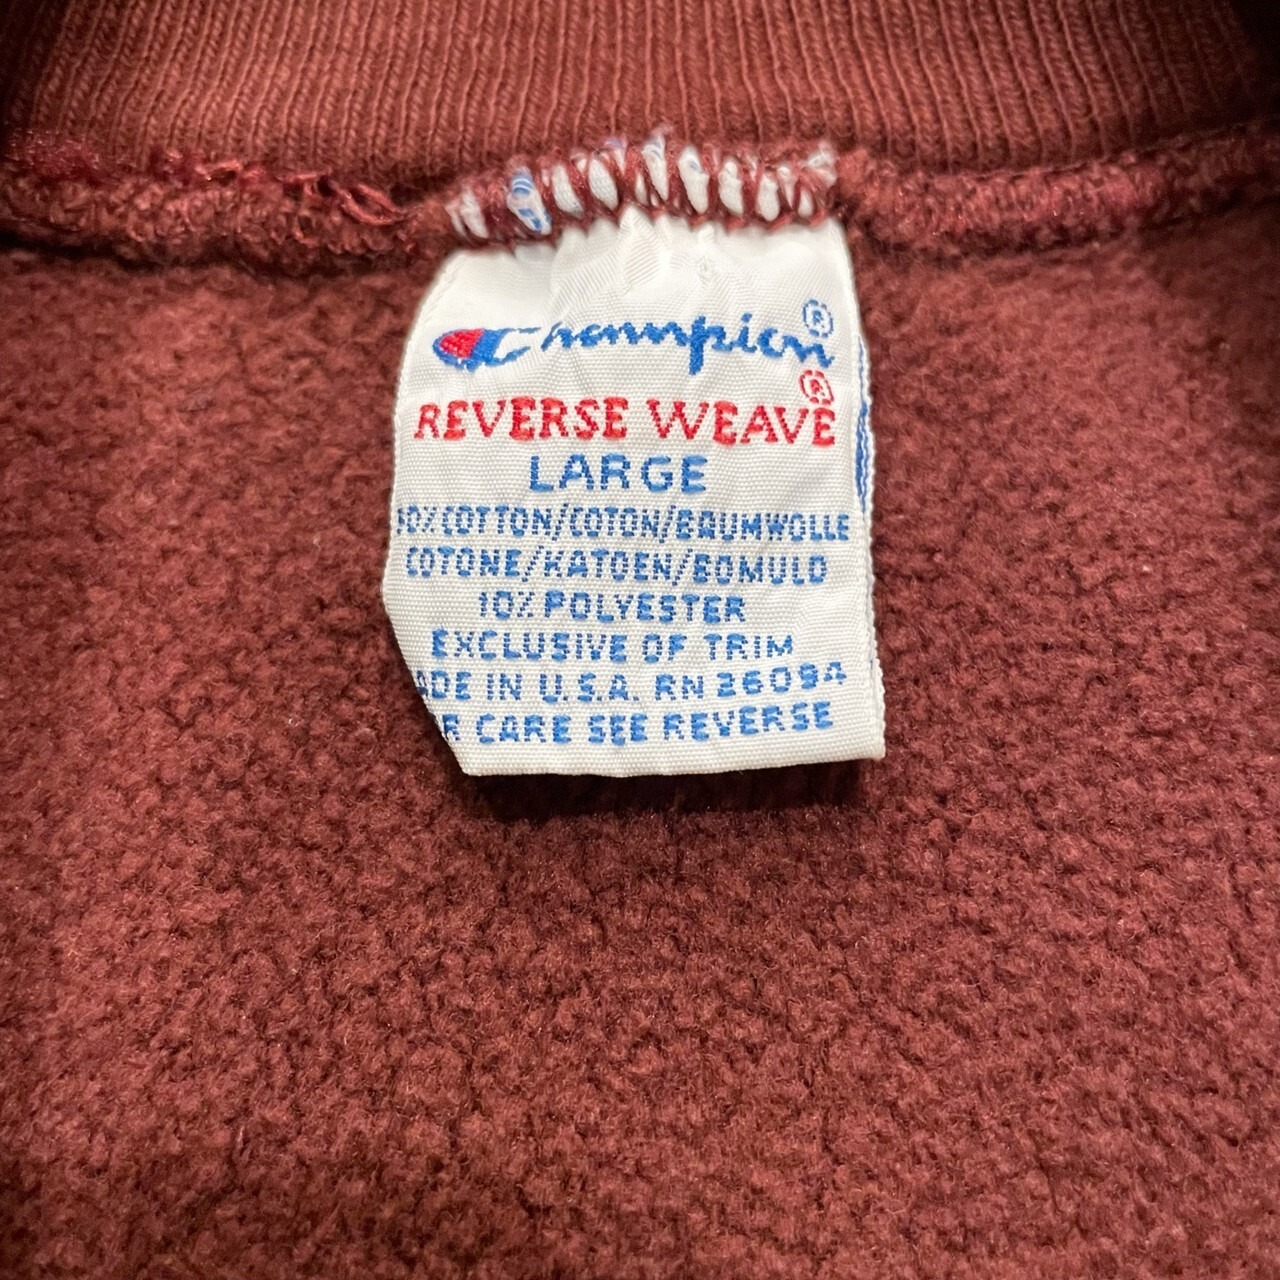 Champion®
REVERSE WEAVE®
LARGE
0% COTTON/COTON/BAUMWOLLE
COTONE/KATOEN/BOMULD
10% POLYESTER
EXCLUSIVE OF TRIM
ADE IN U.S.A. RN 26094
R CARE SEE REVERSE